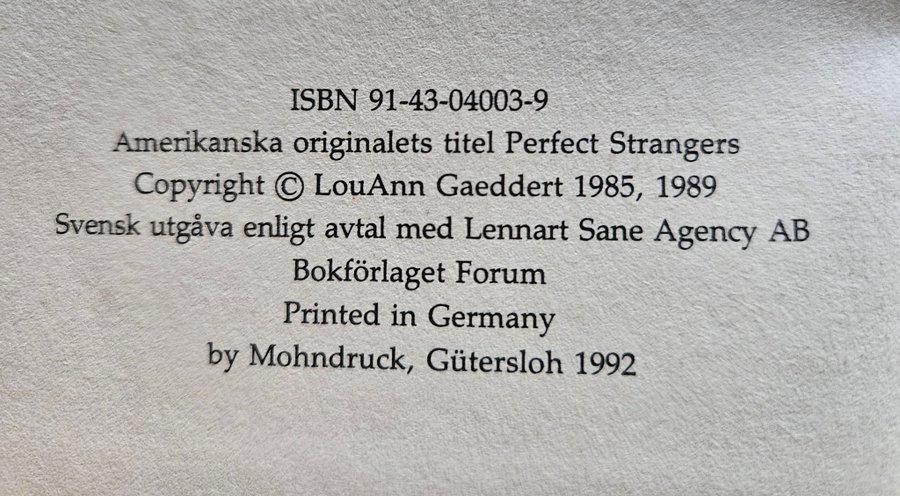 ISBN 91-43-04003-9
Amerikanska originalets titel Perfect Strangers
Copyright © LouAnn Gaeddert 1985, 1989
Svensk utgåva enligt avtal med Lennart Sane Agency AB
Bokförlaget Forum
Printed in Germany
by Mohndruck, Gütersloh 1992